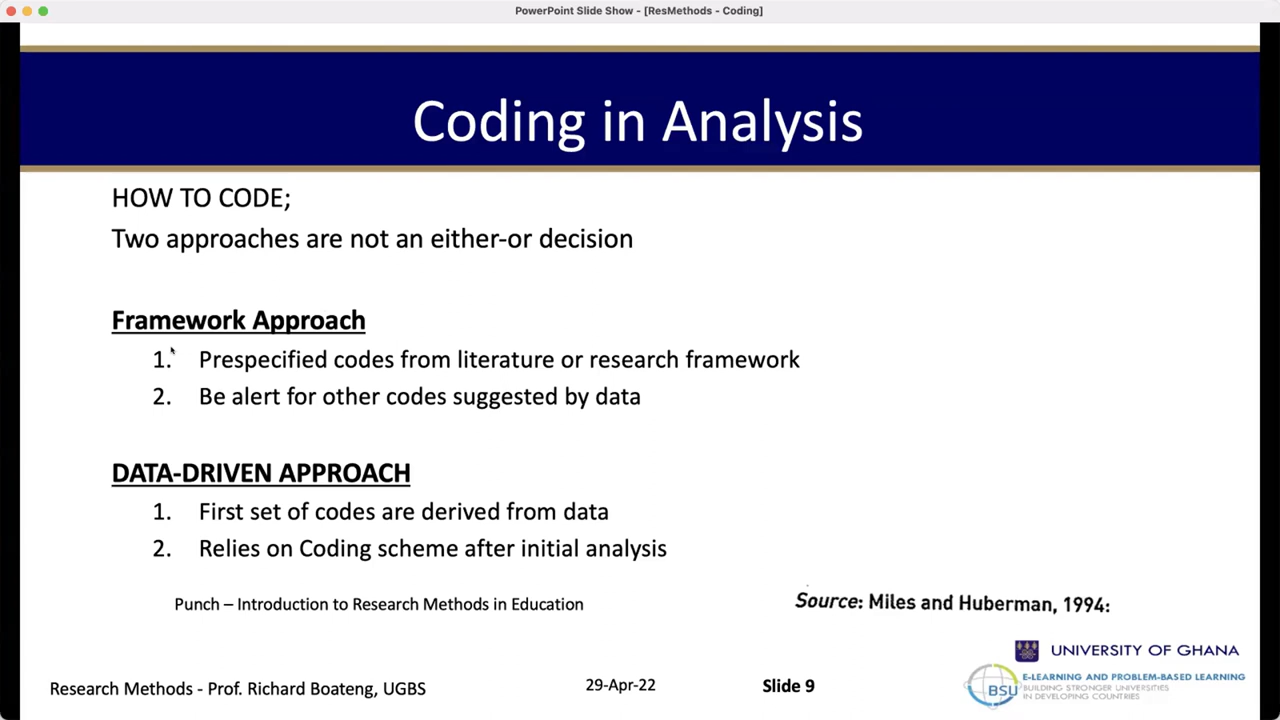 PowerPoint Slide Show - [ResMethods - Coding]
Coding in Analysis
HOW TO CODE;
Two approaches are not an either-or decision
Framework Approach
1. Prespecified codes from literature or research framework
2. Be alert for other codes suggested by data
DATA-DRIVEN APPROACH
1. First set of codes are derived from data
2. Relies on Coding scheme after initial analysis
Punch – Introduction to Research Methods in Education
Source: Miles and Huberman, 1994:
UNIVERSITY OF GHANA
BSU
E-LEARNING AND PROBLEM-BASED LEARNING
BUILDING STRONGER UNIVERSITIES
IN DEVELOPING COUNTRIES
Research Methods - Prof. Richard Boateng, UGBS
29-Apr-22
Slide 9